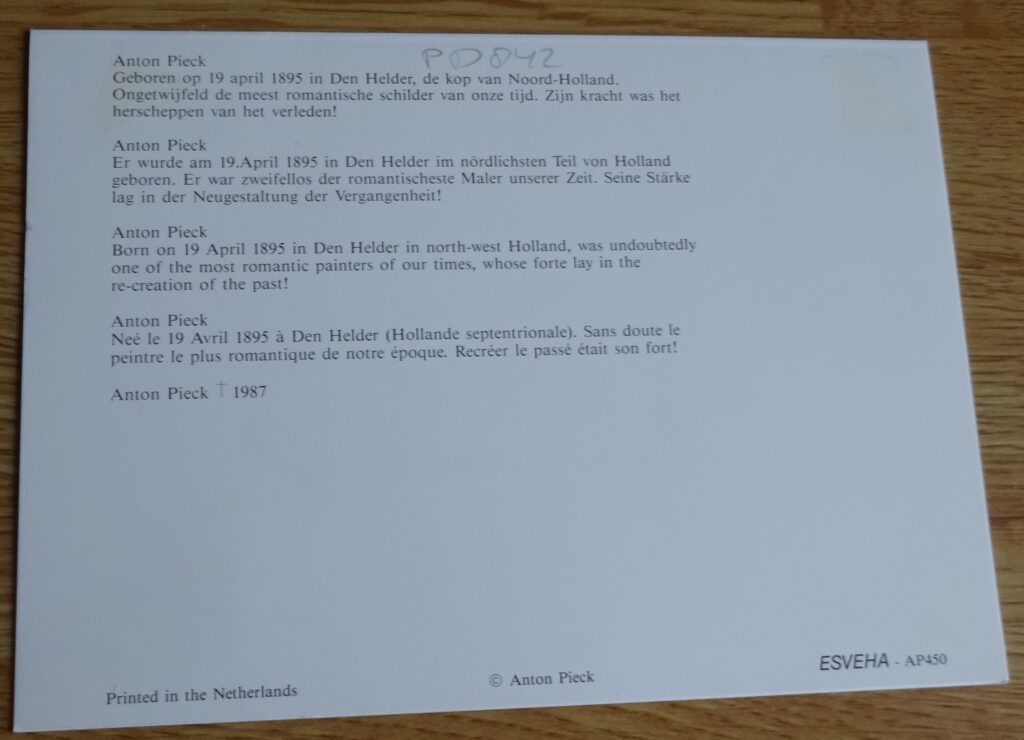 PD842
Anton Pieck
Geboren op 19 april 1895 in Den Helder, de kop van Noord-Holland.
Ongetwijfeld de meest romantische schilder van onze tijd. Zijn kracht was het
herscheppen van het verleden!
Anton Pieck
Er wurde am 19.April 1895 in Den Helder im nördlichsten Teil von Holland
geboren. Er war zweifellos der romantischeste Maler unserer Zeit. Seine Stärke
lag in der Neugestaltung der Vergangenheit!
Anton Pieck
Born on 19 April 1895 in Den Helder in north-west Holland, was undoubtedly
one of the most romantic painters of our times, whose forte lay in the
re-creation of the past!
Anton Pieck
Neé le 19 Avril 1895 à Den Helder (Hollande septentrionale). Sans doute le
peintre le plus romantique de notre époque. Recréer le passé était son fort!
Anton Pieck † 1987
Printed in the Netherlands
© Anton Pieck
ESVEHA - AP450